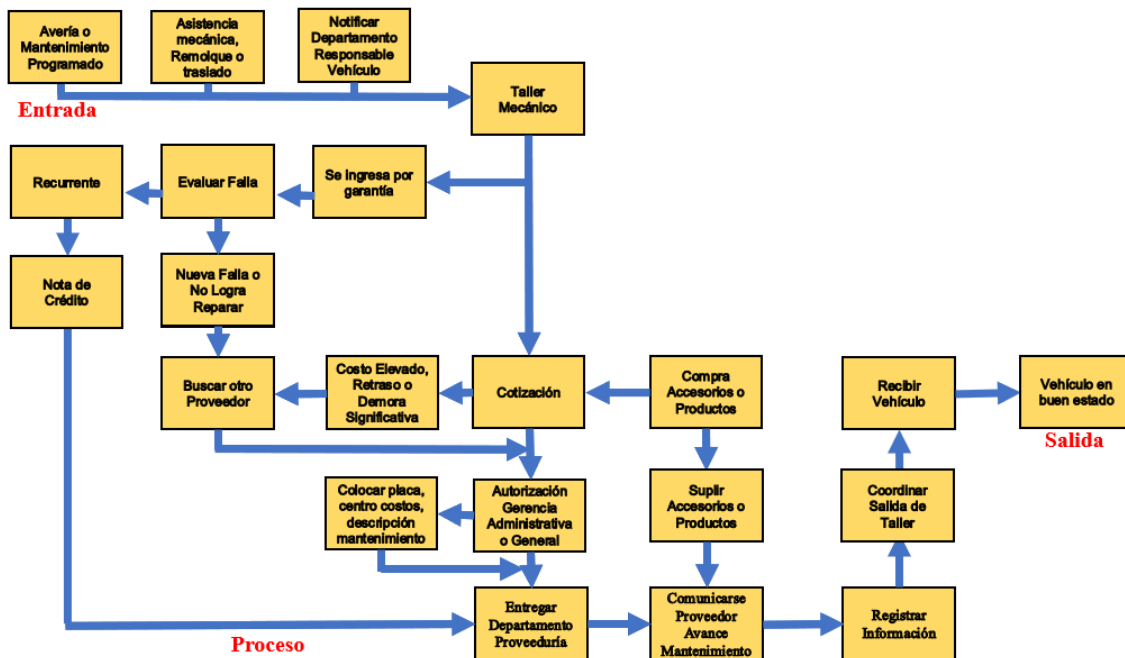 Avería o
Mantenimiento
Programado
Asistencia
mecánica,
Remolque o
traslado
Notificar
Departamento
Responsable
Vehículo
Taller
Mecánico
Entrada
Recurrente
Evaluar Falla
Se ingresa por
garantía
Nota de
Crédito
Nueva Falla o
No Logra
Reparar
Buscar otro
Proveedor
Costo Elevado,
Retraso o
Demora
Significativa
Cotización
Compra
Accesorios o
Productos
Recibir
Vehículo
Vehículo en
buen estado
Salida
Colocar placa,
centro costos,
descripción
mantenimiento
Autorización
Gerencia
Administrativa
o General
Suplir
Accesorios o
Productos
Coordinar
Salida de
Taller
Entregar
Departamento
Proveeduría
Comunicarse
Proveedor
Avance
Mantenimiento
Registrar
Información
Proceso